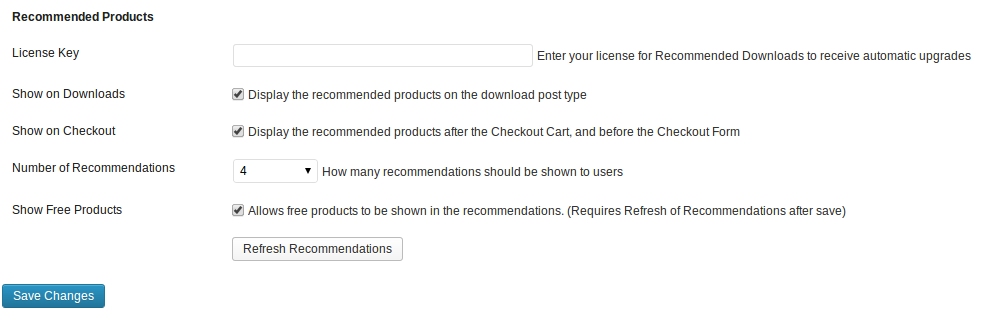 Recommended Products
License Key Enter your license for Recommended Downloads to receive automatic upgrades
Show on Downloads Display the recommended products on the download post type
Show on Checkout Display the recommended products after the Checkout Cart, and before the Checkout Form
Number of Recommendations 4 How many recommendations should be shown to users
Show Free Products Allows free products to be shown in the recommendations. (Requires Refresh of Recommendations after save)
Refresh Recommendations
Save Changes